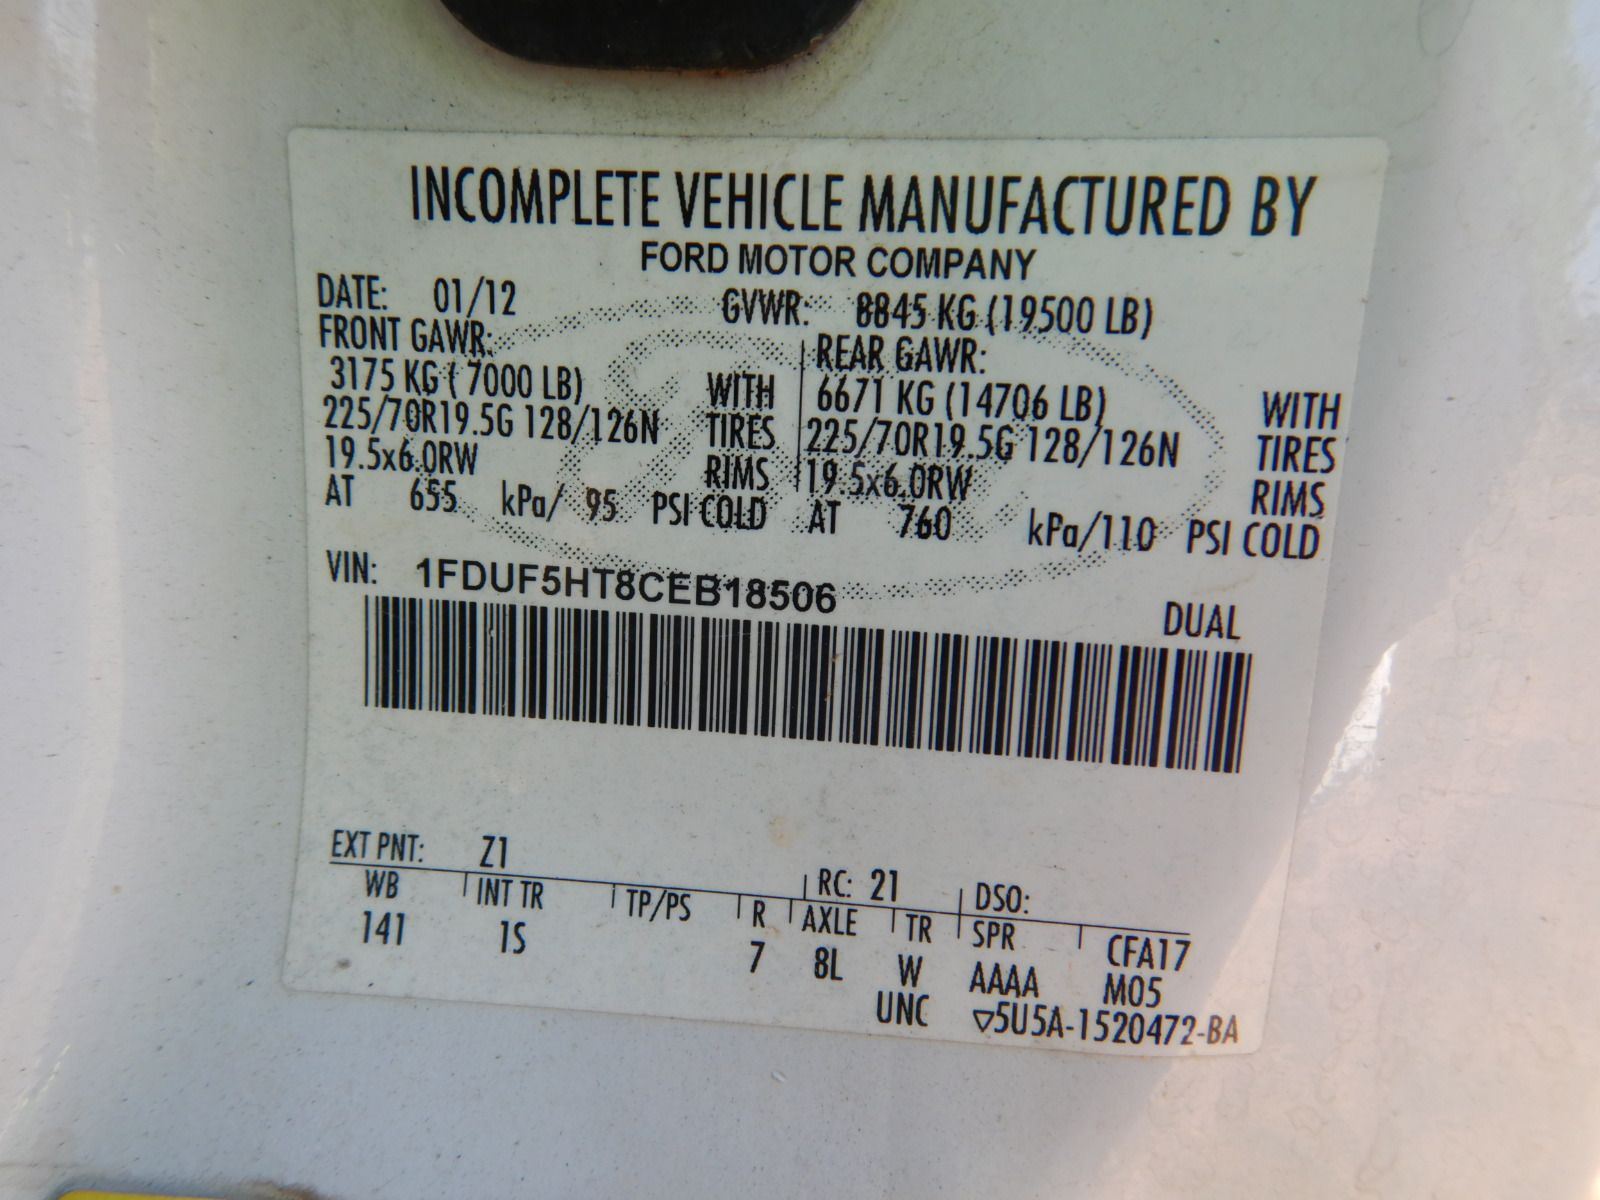 INCOMPLETE VEHICLE MANUFACTURED BY
FORD MOTOR COMPANY
DATE: 01/12 GVWR: 8845 KG (19500 LB)
FRONT GAWR: REAR GAWR:
3175 KG ( 7000 LB) WITH 6671 KG (14706 LB) WITH
225/70R19.5G 128/126N TIRES 225/70R19.5G 128/126N TIRES
19.5x6.0RW RIMS 19.5x6.0RW RIMS
AT 655 kPa/ 95 PSI COLD AT 760 kPa/110 PSI COLD
VIN: 1FDUF5HT8CEB18506
DUAL
EXT PNT: Z1 RC: 21 DSO:
WB INT TR TP/PS R AXLE TR SPR CFA17
141 1S 7 8L W AAAA M05
UNC ▽5U5A-1520472-BA